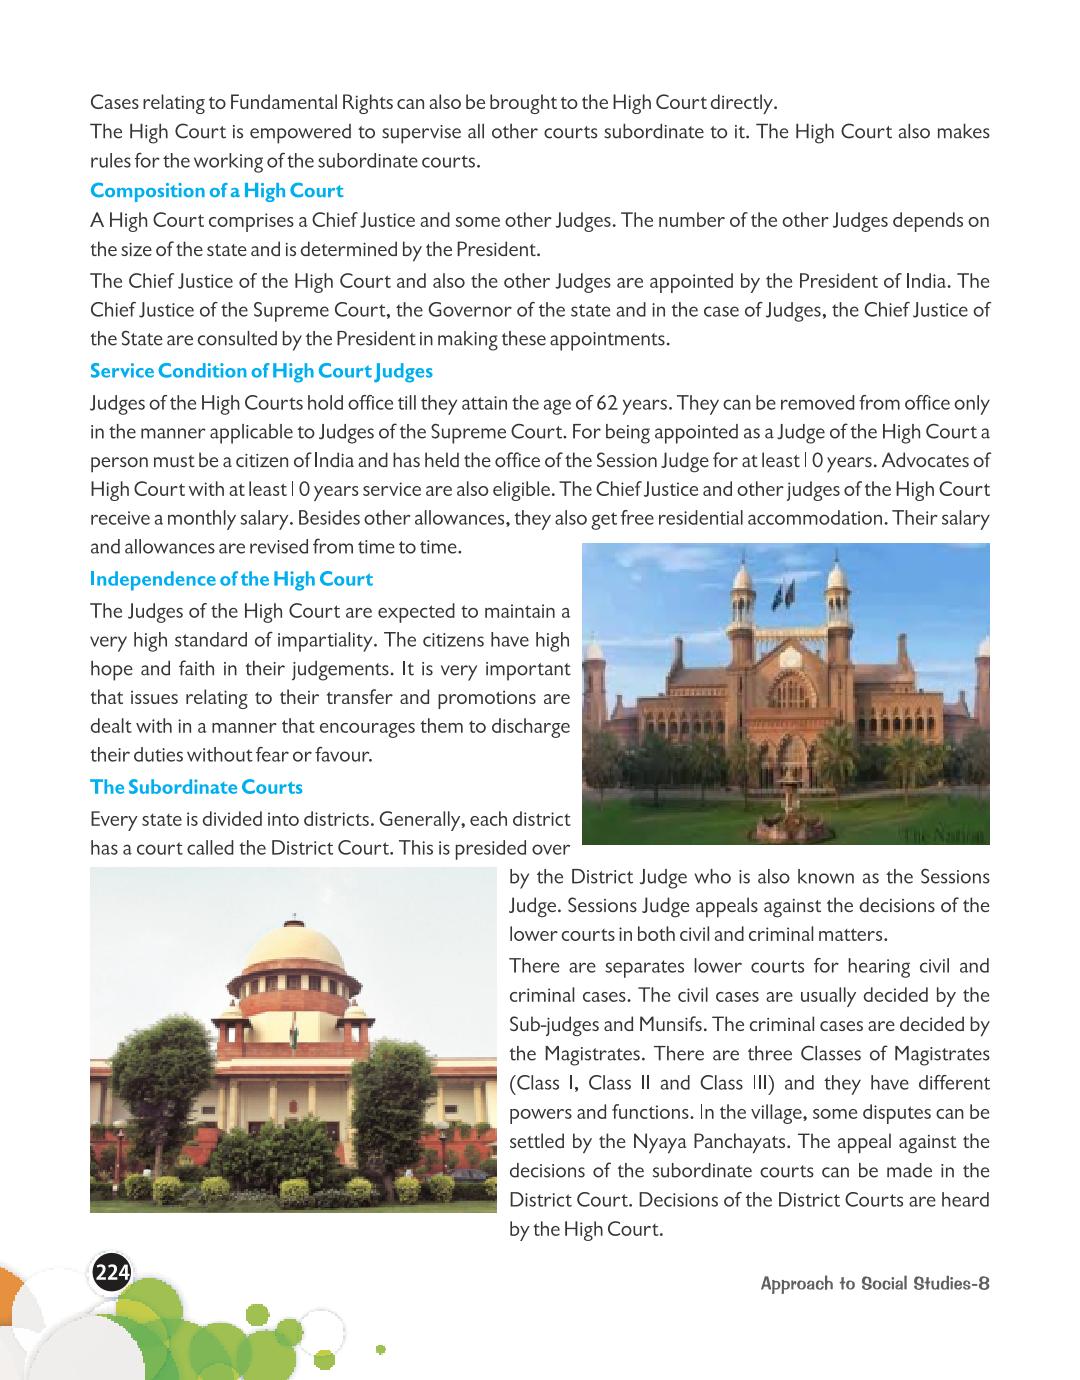 Cases relating to Fundamental Rights can also be brought to the High Court directly.
The High Court is empowered to supervise all other courts subordinate to it. The High Court also makes
rules for the working of the subordinate courts.
Composition of a High Court
A High Court comprises a Chief Justice and some other Judges. The number of the other Judges depends on
the size of the state and is determined by the President.
The Chief Justice of the High Court and also the other Judges are appointed by the President of India. The
Chief Justice of the Supreme Court, the Governor of the state and in the case of Judges, the Chief Justice of
the State are consulted by the President in making these appointments.
Service Condition of High Court Judges
Judges of the High Courts hold office till they attain the age of 62 years. They can be removed from office only
in the manner applicable to Judges of the Supreme Court. For being appointed as a Judge of the High Court a
person must be a citizen of India and has held the office of the Session Judge for at least 10 years. Advocates of
High Court with at least 10 years service are also eligible. The Chief Justice and other judges of the High Court
receive a monthly salary. Besides other allowances, they also get free residential accommodation. Their salary
and allowances are revised from time to time.
Independence of the High Court
The Judges of the High Court are expected to maintain a
very high standard of impartiality. The citizens have high
hope and faith in their judgements. It is very important
that issues relating to their transfer and promotions are
dealt with in a manner that encourages them to discharge
their duties without fear or favour.
The Subordinate Courts
Every state is divided into districts. Generally, each district
has a court called the District Court. This is presided over
The Nation
by the District Judge who is also known as the Sessions
Judge. Sessions Judge appeals against the decisions of the
lower courts in both civil and criminal matters.
There are separates lower courts for hearing civil and
criminal cases. The civil cases are usually decided by the
Sub-judges and Munsifs. The criminal cases are decided by
the Magistrates. There are three Classes of Magistrates
(Class I, Class II and Class III) and they have different
powers and functions. In the village, some disputes can be
settled by the Nyaya Panchayats. The appeal against the
decisions of the subordinate courts can be made in the
District Court. Decisions of the District Courts are heard
by the High Court.
224
Approach to Social Studies-8